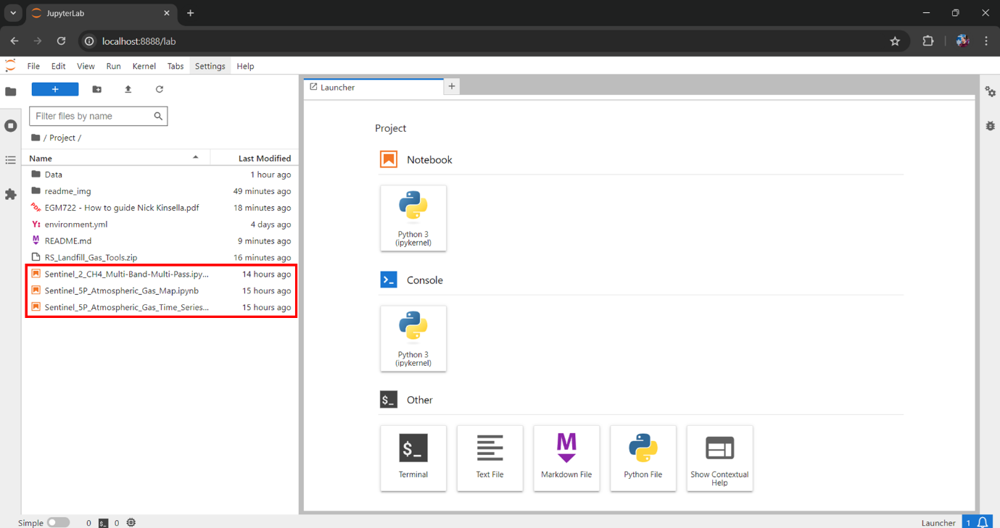 JupyterLab
localhost:8888/lab
File Edit View Run Kernel Tabs Settings Help
Filter files by name
/ Project /
Name Last Modified
Data 1 hour ago
readme_img 49 minutes ago
EGM722 - How to guide Nick Kinsella.pdf 18 minutes ago
Y: environment.yml 4 days ago
README.md 9 minutes ago
RS_Landfill_Gas_Tools.zip 16 minutes ago
Sentinel_2_CH4_Multi-Band-Multi-Pass.ipy... 14 hours ago
Sentinel_5P_Atmospheric_Gas_Map.ipynb 15 hours ago
Sentinel_5P_Atmospheric_Gas_Time_Series... 15 hours ago
Launcher
Project
Notebook
Python 3
(ipykernel)
Console
Python 3
(ipykernel)
$_ Other
$_
Terminal
Text File
M
Markdown File
Python File
Show Contextual
Help
Simple 0 $_ 0
Launcher 1